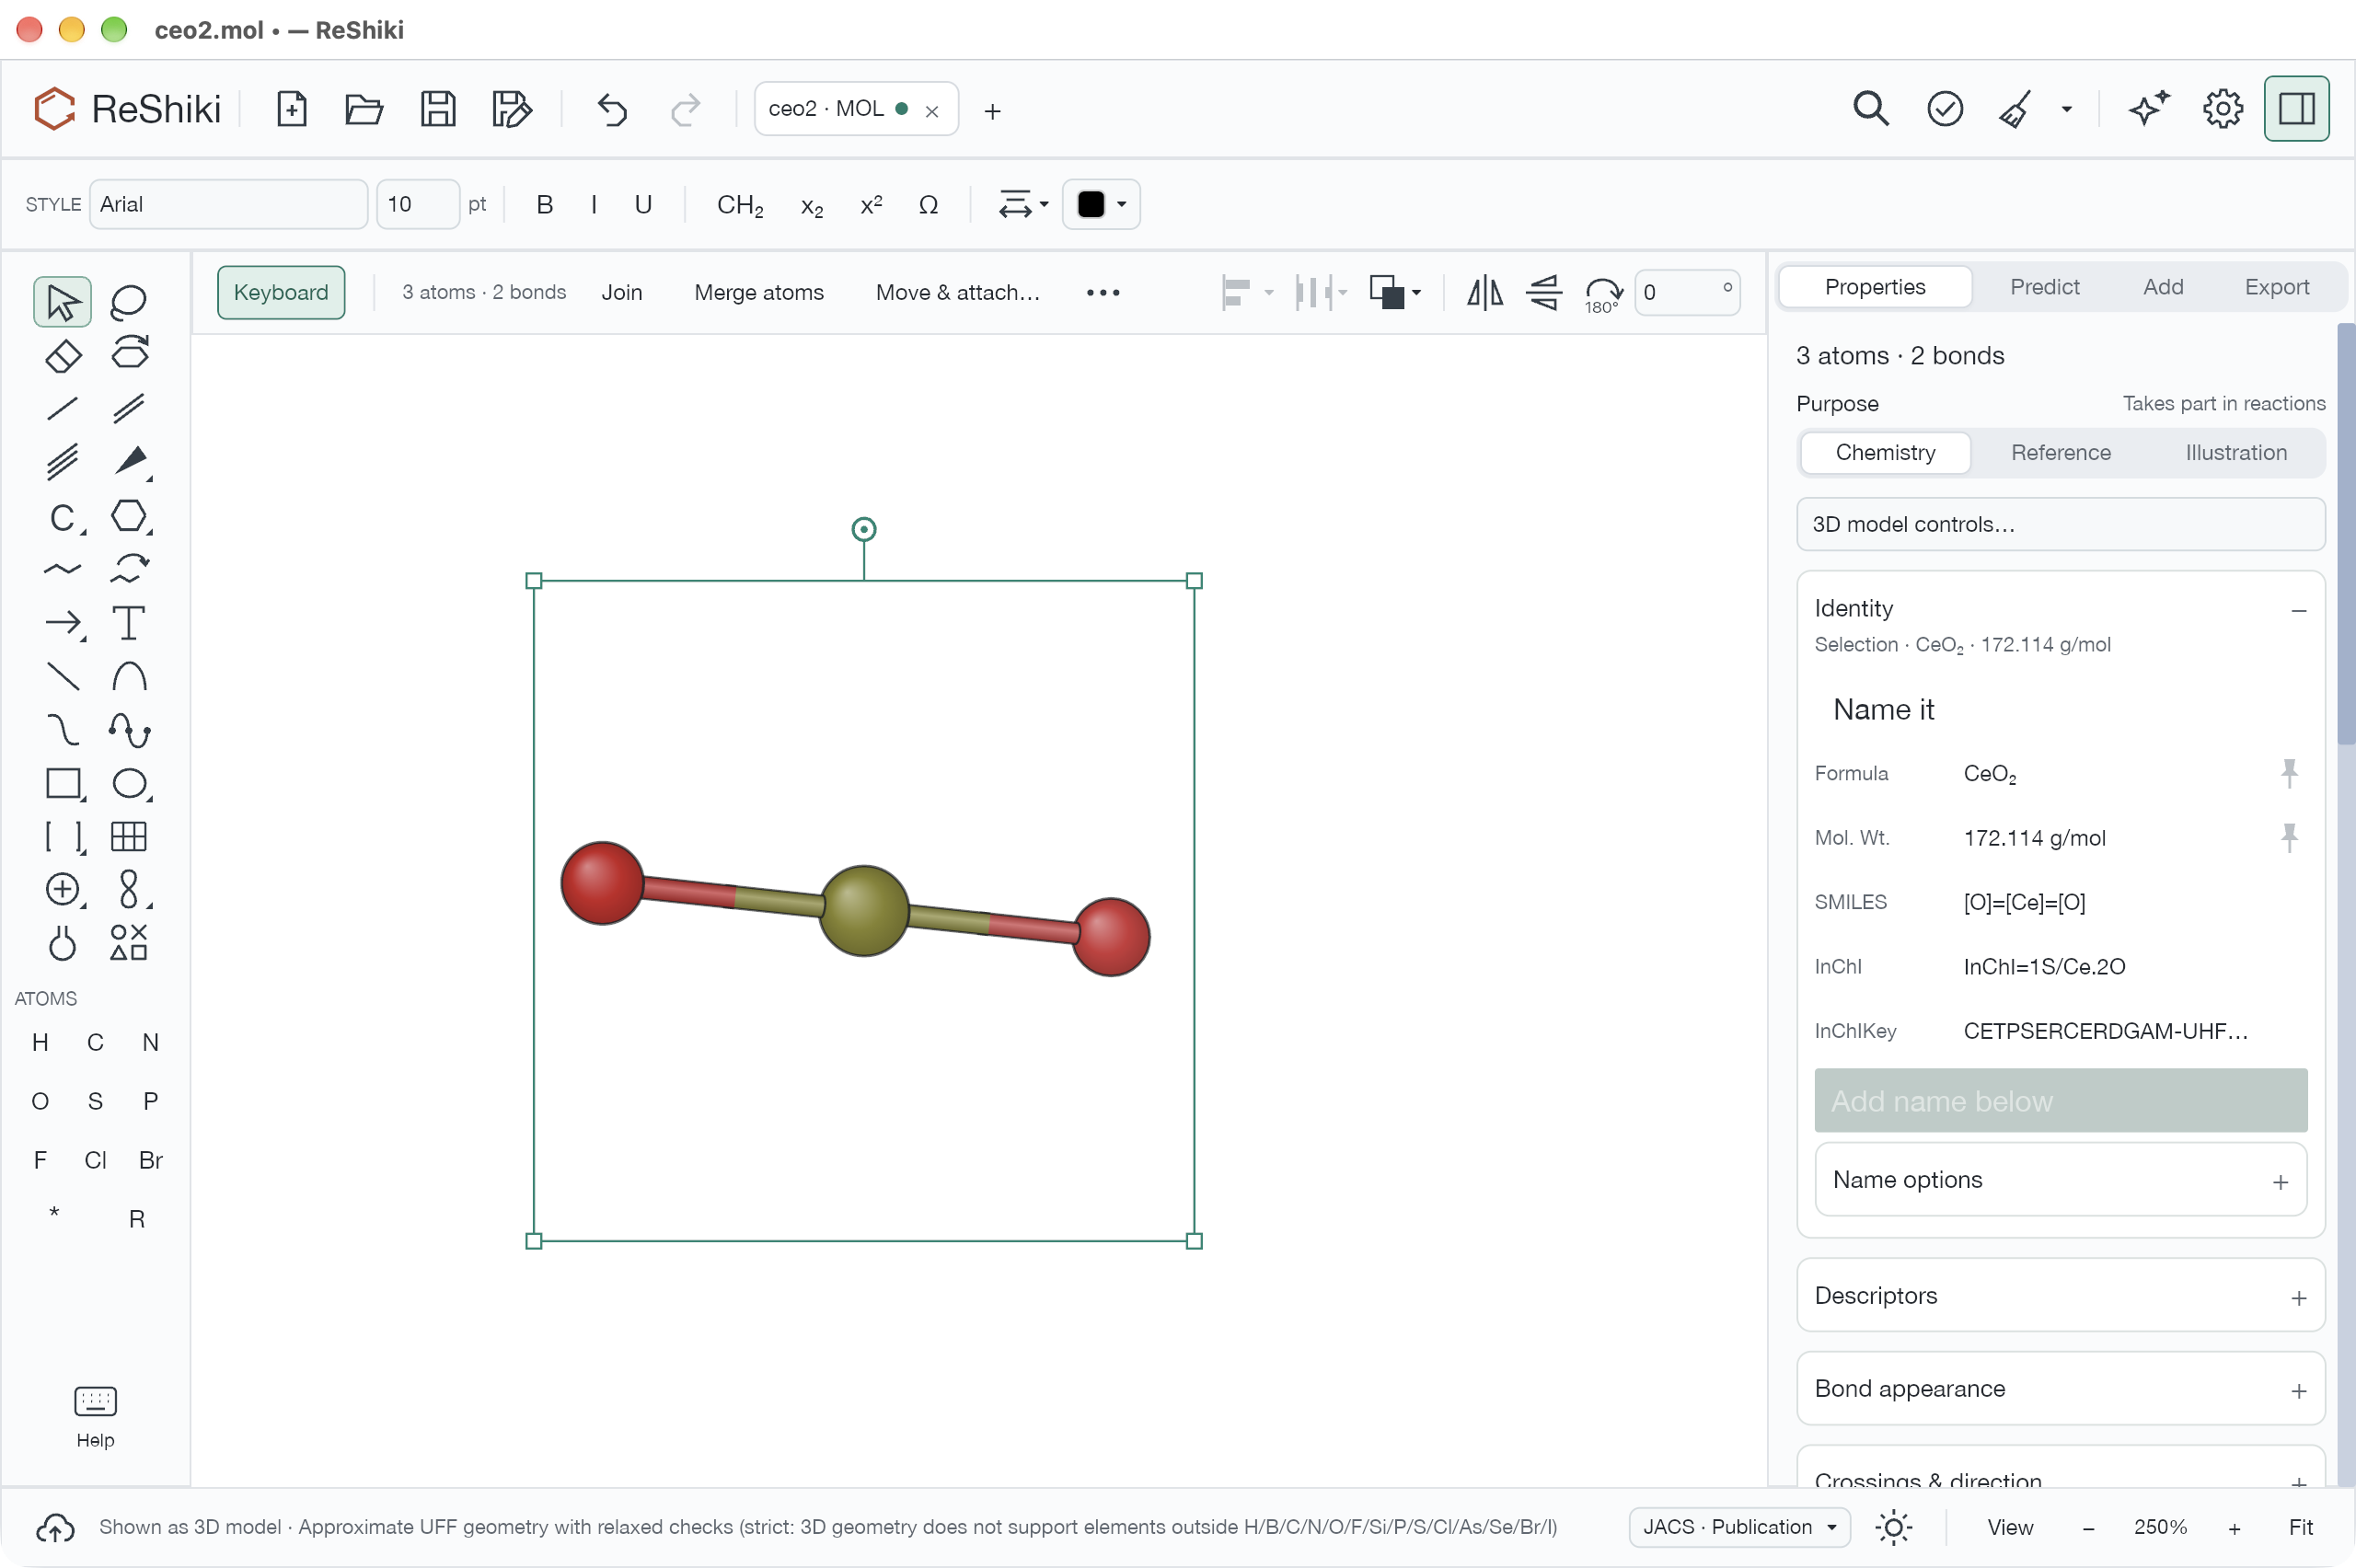 ceo2.mol • — ReShiki
ReShiki
ceo2 · MOL ● × +
STYLE Arial 10 pt B I U CH₂ x₂ x² Ω
Keyboard 3 atoms · 2 bonds Join Merge atoms Move & attach... ••• 180° 0 °
Properties Predict Add Export
3 atoms · 2 bonds
Purpose Takes part in reactions
Chemistry Reference Illustration
3D model controls...
Identity −
Selection · CeO₂ · 172.114 g/mol
Name it
Formula CeO₂
Mol. Wt. 172.114 g/mol
SMILES [O]=[Ce]=[O]
InChI InChI=1S/Ce.2O
InChIKey CETPSERCERDGAM-UHF...
Add name below
Name options +
Descriptors +
Bond appearance +
Crossings & direction +
C
T
[ ]
ATOMS
H C N
O S P
F Cl Br
* R
Help
Shown as 3D model · Approximate UFF geometry with relaxed checks (strict: 3D geometry does not support elements outside H/B/C/N/O/F/Si/P/S/Cl/As/Se/Br/I)
JACS · Publication View − 250% + Fit